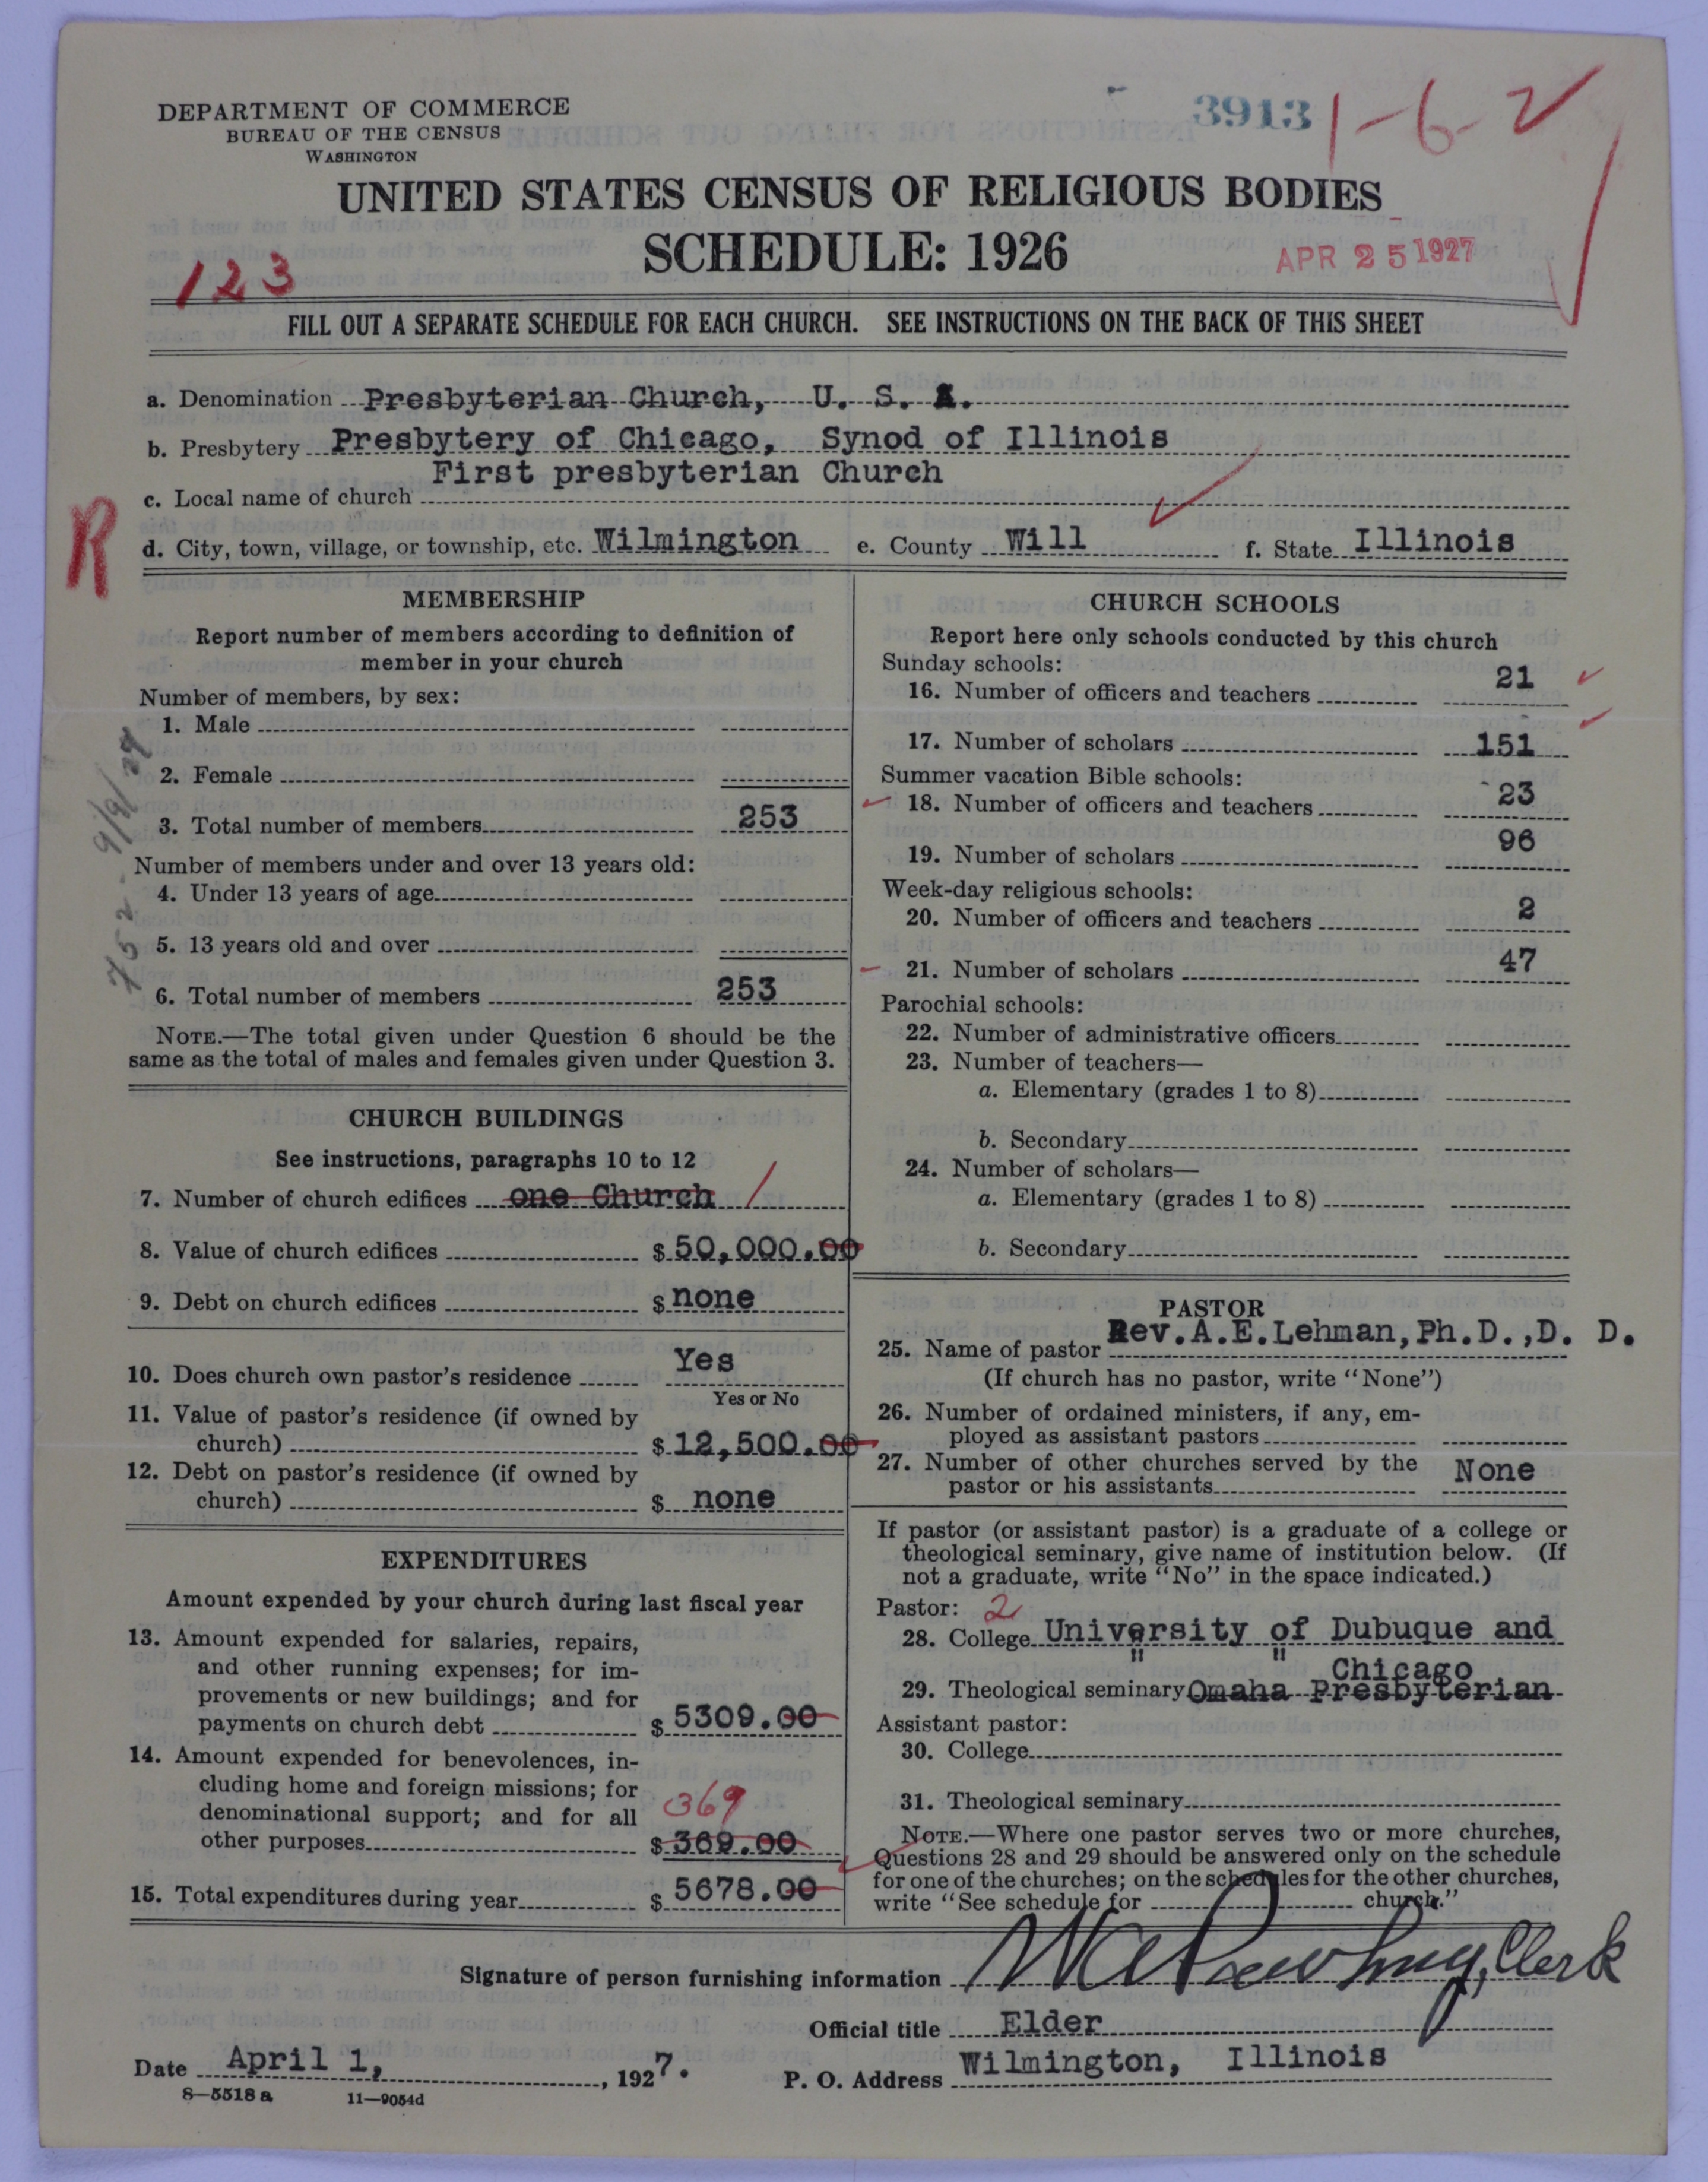 DEPARTMENT OF COMMERCE
BUREAU OF THE CENSUS
WASHINGTON
3913
1-6-2
UNITED STATES CENSUS OF RELIGIOUS BODIES
SCHEDULE: 1926
APR 25 1927
123
FILL OUT A SEPARATE SCHEDULE FOR EACH CHURCH. SEE INSTRUCTIONS ON THE BACK OF THIS SHEET
a. Denomination Presbyterian Church, U. S. A.
b. Presbytery Presbytery of Chicago, Synod of Illinois
c. Local name of church First presbyterian Church
R
d. City, town, village, or township, etc. Wilmington e. County Will f. State Illinois
MEMBERSHIP
Report number of members according to definition of
member in your church
Number of members, by sex:
1. Male
2. Female
3. Total number of members 253
Number of members under and over 13 years old:
4. Under 13 years of age
5. 13 years old and over
6. Total number of members 253
NOTE.—The total given under Question 6 should be the
same as the total of males and females given under Question 3.
CHURCH BUILDINGS
See instructions, paragraphs 10 to 12
7. Number of church edifices one Church 1
8. Value of church edifices $ 50,000.00
9. Debt on church edifices $ none
10. Does church own pastor's residence Yes
Yes or No
11. Value of pastor's residence (if owned by
church) $ 12,500.00
12. Debt on pastor's residence (if owned by
church) $ none
EXPENDITURES
Amount expended by your church during last fiscal year
13. Amount expended for salaries, repairs,
and other running expenses; for im-
provements or new buildings; and for
payments on church debt $ 5309.00
14. Amount expended for benevolences, in-
cluding home and foreign missions; for
denominational support; and for all
369
other purposes $ 369.00
15. Total expenditures during year $ 5678.00
CHURCH SCHOOLS
Report here only schools conducted by this church
Sunday schools:
16. Number of officers and teachers 21
17. Number of scholars 151
Summer vacation Bible schools:
18. Number of officers and teachers 23
19. Number of scholars 96
Week-day religious schools:
20. Number of officers and teachers 2
21. Number of scholars 47
Parochial schools:
22. Number of administrative officers
23. Number of teachers—
a. Elementary (grades 1 to 8)
b. Secondary
24. Number of scholars—
a. Elementary (grades 1 to 8)
b. Secondary
PASTOR
25. Name of pastor Rev.A.E.Lehman,Ph.D.,D. D.
(If church has no pastor, write "None")
26. Number of ordained ministers, if any, em-
ployed as assistant pastors
27. Number of other churches served by the
pastor or his assistants None
If pastor (or assistant pastor) is a graduate of a college or
theological seminary, give name of institution below. (If
not a graduate, write "No" in the space indicated.)
Pastor: 2
28. College University of Dubuque and
" " Chicago
29. Theological seminary Omaha Presbyterian
Assistant pastor:
30. College
31. Theological seminary
NOTE.—Where one pastor serves two or more churches,
Questions 28 and 29 should be answered only on the schedule
for one of the churches; on the schedules for the other churches,
write "See schedule for church."
Signature of person furnishing information Clerk
Official title Elder
Date April 1, 1927.
P. O. Address Wilmington, Illinois
8—5518a 11—9054d